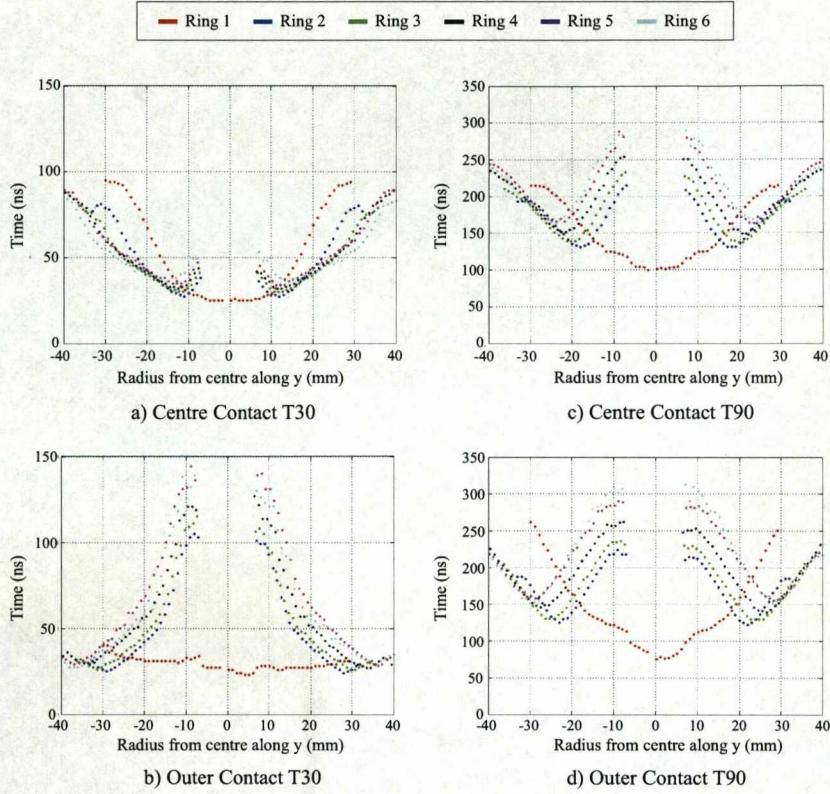 Ring 1 Ring 2 Ring 3 Ring 4 Ring 5 Ring 6
150
100
50
0
Time (ns)
-40 -30 -20 -10 0 10 20 30 40
Radius from centre along y (mm)
a) Centre Contact T30
350
300
250
200
150
100
50
0
Time (ns)
-40 -30 -20 -10 0 10 20 30 40
Radius from centre along y (mm)
c) Centre Contact T90
150
100
50
0
Time (ns)
-40 -30 -20 -10 0 10 20 30 40
Radius from centre along y (mm)
b) Outer Contact T30
350
300
250
200
150
100
50
0
Time (ns)
-40 -30 -20 -10 0 10 20 30 40
Radius from centre along y (mm)
d) Outer Contact T90